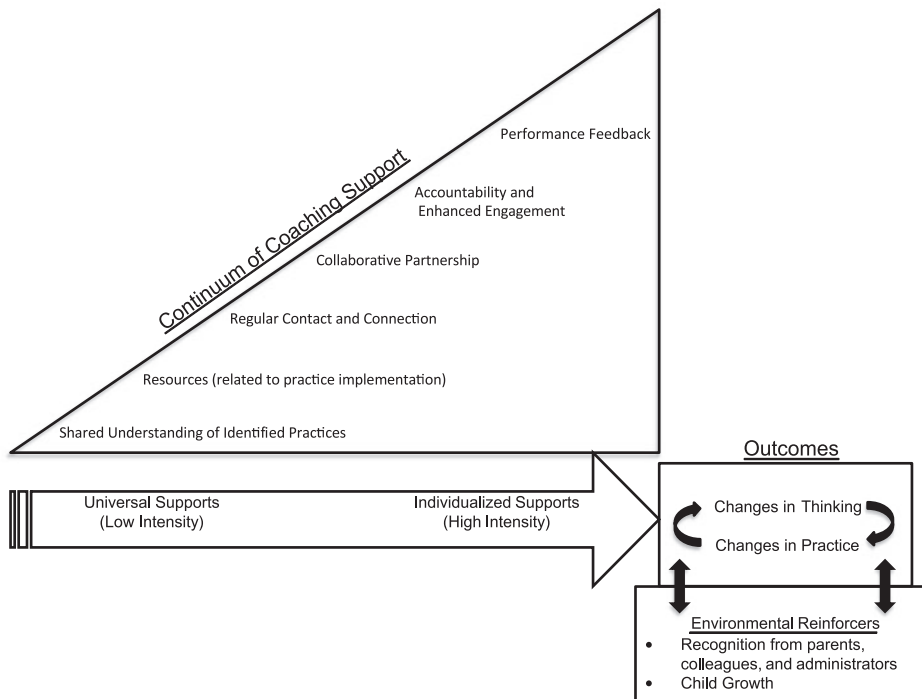 Continuum of Coaching Support
Performance Feedback
Accountability and
Enhanced Engagement
Collaborative Partnership
Regular Contact and Connection
Resources (related to practice implementation)
Shared Understanding of Identified Practices
Universal Supports
(Low Intensity)
Individualized Supports
(High Intensity)
Outcomes
Changes in Thinking
Changes in Practice
Environmental Reinforcers
• Recognition from parents,
colleagues, and administrators
• Child Growth